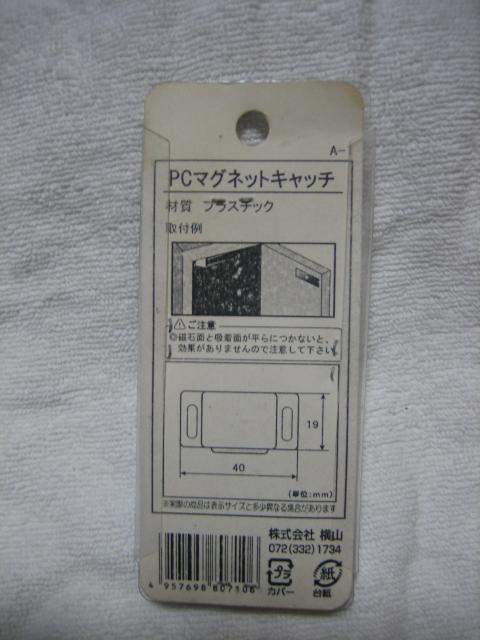 A-
PCマグネットキャッチ
材質 プラスチック
取付例
⚠ご注意
◎磁石面と吸着面が平らにつかないと、
効果がありませんので注意して下さい
19
40
(単位:mm)
※実際の商品は表示サイズと多少異なる場合があります
株式会社 横山
072(332)1734
プラ
カバー
紙
台紙
4 957698 807106